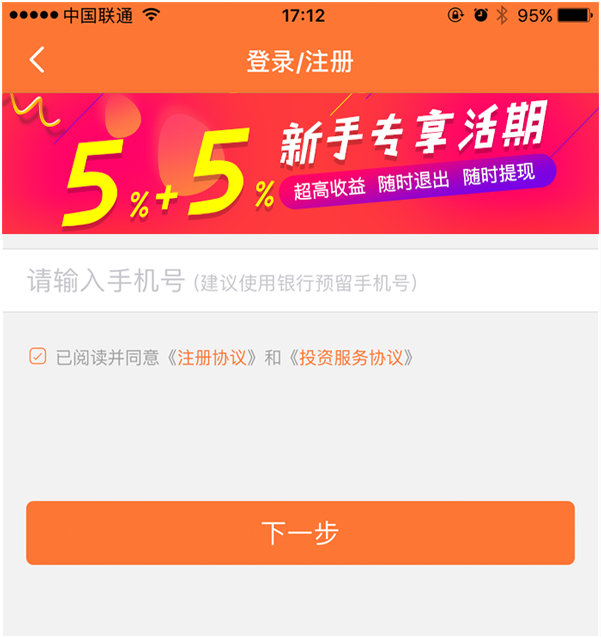 中国联通 17:12 95%
登录/注册
5%+5% 新手专享活期
超高收益 随时退出 随时提现
请输入手机号 (建议使用银行预留手机号)
已阅读并同意《注册协议》和《投资服务协议》
下一步